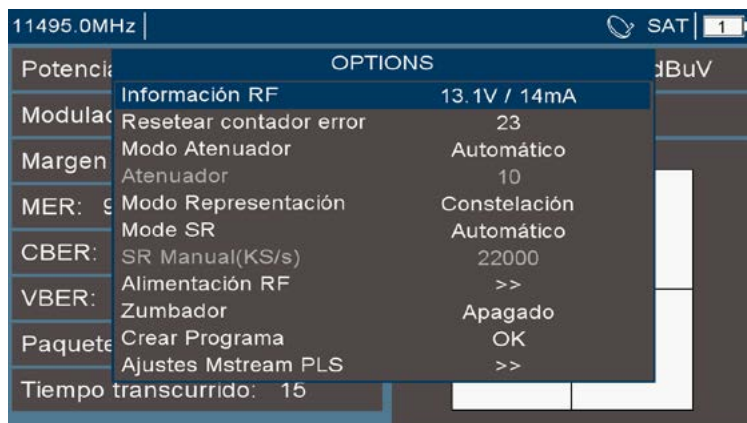 11495.0MHz SAT 1
OPTIONS
Información RF 13.1V / 14mA
Resetear contador error 23
Modo Atenuador Automático
Atenuador 10
Modo Representación Constelación
Mode SR Automático
SR Manual(KS/s) 22000
Alimentación RF >>
Zumbador Apagado
Crear Programa OK
Ajustes Mstream PLS >>
Potencia dBuV
Modulac
Margen
MER: 9
CBER:
VBER:
Paquete
Tiempo transcurrido: 15